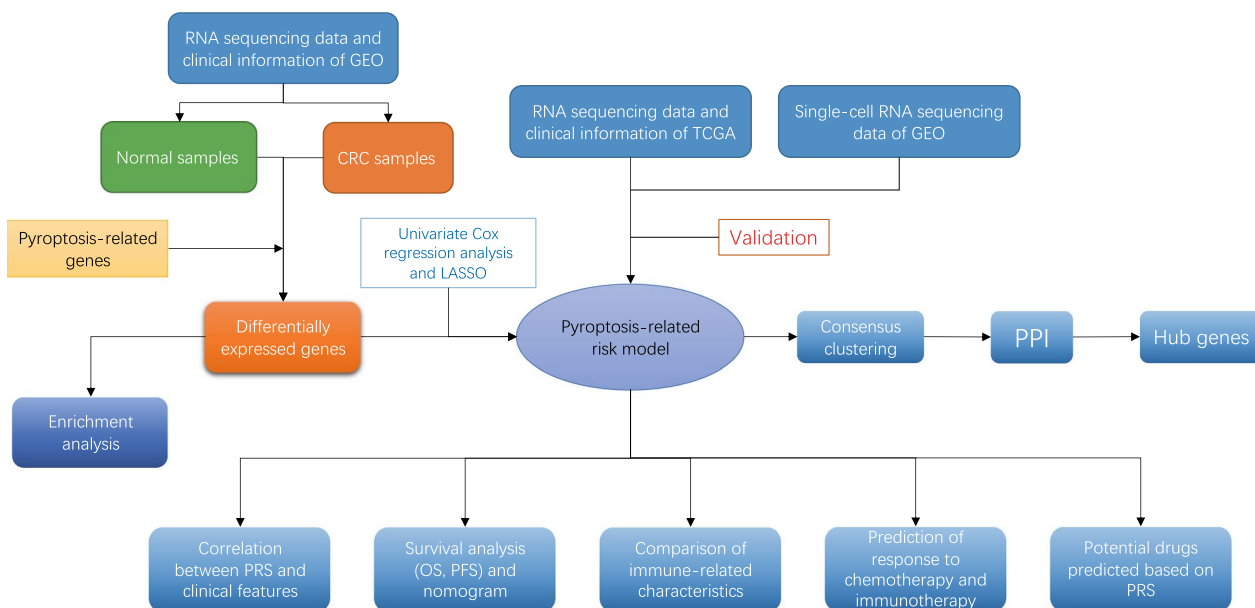 RNA sequencing data and
clinical information of GEO
Normal samples
CRC samples
RNA sequencing data and
clinical information of TCGA
Single-cell RNA sequencing
data of GEO
Pyroptosis-related
genes
Univariate Cox
regression analysis
and LASSO
Validation
Differentially
expressed genes
Pyroptosis-related
risk model
Consensus
clustering
PPI
Hub genes
Enrichment
analysis
Correlation
between PRS and
clinical features
Survival analysis
(OS, PFS) and
nomogram
Comparison of
immune-related
characteristics
Prediction of
response to
chemotherapy and
immunotherapy
Potential drugs
predicted based on
PRS